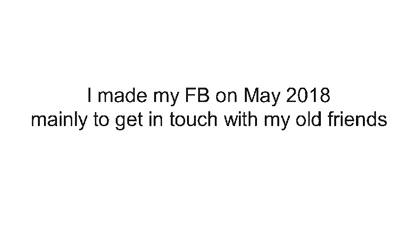 I made my FB on May 2018
mainly to get in touch with my old friends